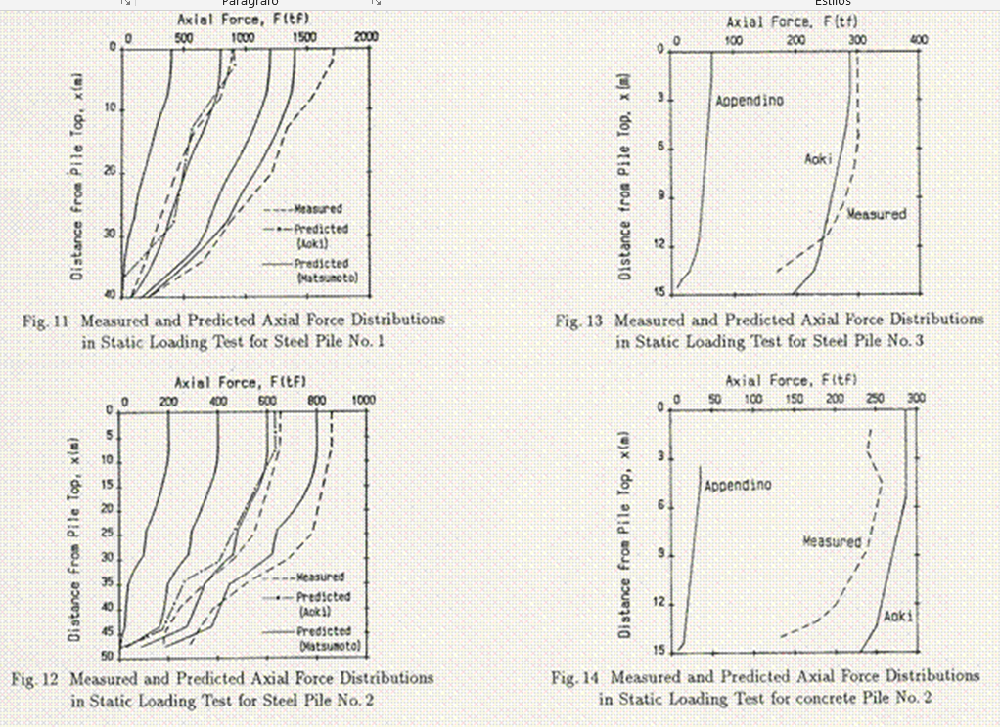 Parágrafo
Estilos
Axial Force, F(tf)
0 500 1000 1500 2000
Distance from Pile Top, x(m)
0
10
20
30
40
Measured
Predicted
(Aoki)
Predicted
(Matsumoto)
Fig. 11 Measured and Predicted Axial Force Distributions
in Static Loading Test for Steel Pile No. 1
Axial Force, F(tf)
0 100 200 300 400
Distance from Pile Top, x(m)
0
3
6
9
12
15
Appendino
Aoki
Measured
Fig. 13 Measured and Predicted Axial Force Distributions
in Static Loading Test for Steel Pile No. 3
Axial Force, F(tf)
0 200 400 600 800 1000
Distance from Pile Top, x(m)
0
5
10
15
20
25
30
35
40
45
50
Measured
Predicted
(Aoki)
Predicted
(Matsumoto)
Fig. 12 Measured and Predicted Axial Force Distributions
in Static Loading Test for Steel Pile No. 2
Axial Force, F(tf)
0 50 100 150 200 250 300
Distance from Pile Top, x(m)
0
3
6
9
12
15
Appendino
Measured
Aoki
Fig. 14 Measured and Predicted Axial Force Distributions
in Static Loading Test for concrete Pile No. 2